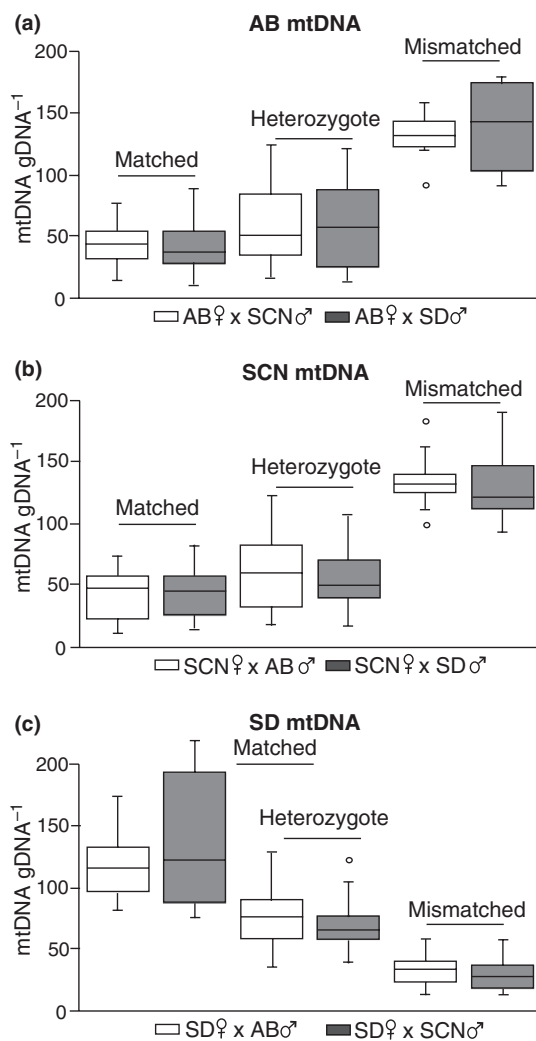 (a) AB mtDNA
Mismatched
Heterozygote
Matched
mtDNA gDNA⁻¹
200
150
100
50
0
AB♀ x SCN♂ AB♀ x SD♂
(b) SCN mtDNA
Mismatched
Heterozygote
Matched
mtDNA gDNA⁻¹
200
150
100
50
0
SCN♀ x AB♂ SCN♀ x SD♂
(c) SD mtDNA
Matched
Heterozygote
Mismatched
mtDNA gDNA⁻¹
200
150
100
50
0
SD♀ x AB♂ SD♀ x SCN♂